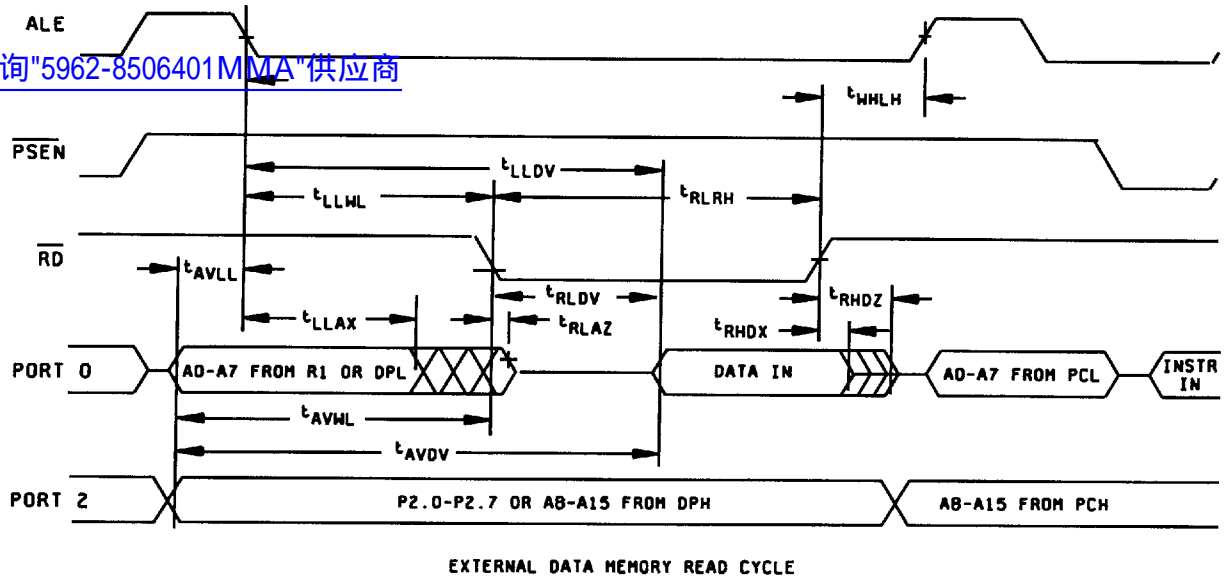 ALE
询"5962-8506401MMA"供应商
tWHLH
PSEN
tLLDV
tLLWL
tRLRH
RD
tAVLL
tRLDV
tRHDZ
tLLAX
tRLAZ
tRHDX
PORT 0
A0-A7 FROM R1 OR DPL
DATA IN
A0-A7 FROM PCL
INSTR
IN
tAVWL
tAVDV
PORT 2
P2.0-P2.7 OR A8-A15 FROM DPH
A8-A15 FROM PCH
EXTERNAL DATA MEMORY READ CYCLE